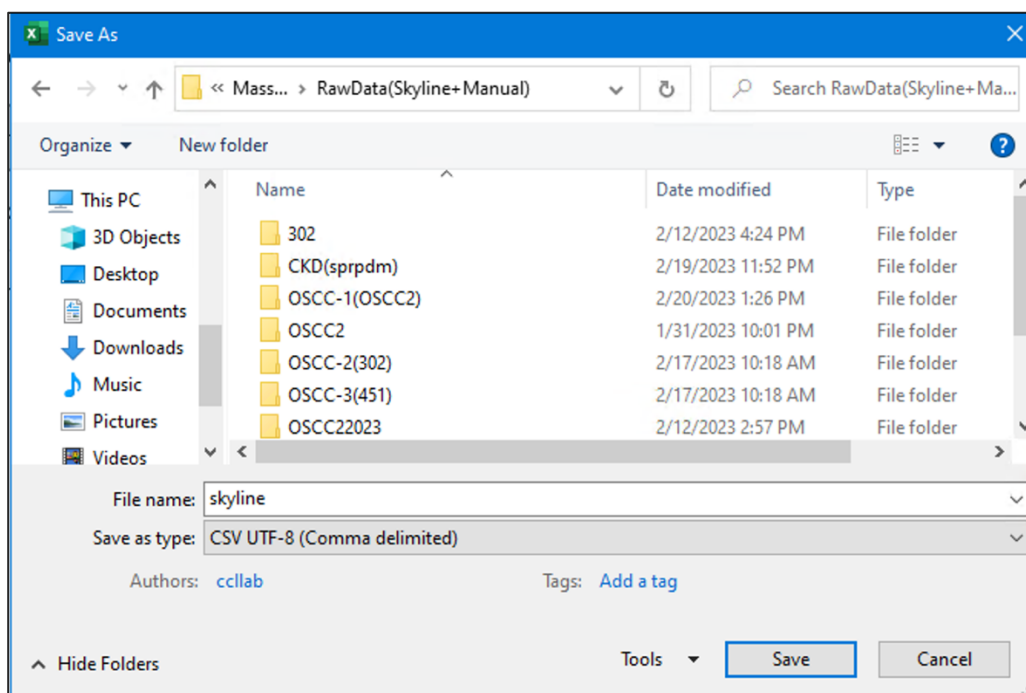 Save As
« Mass... › RawData(Skyline+Manual)
Search RawData(Skyline+Ma...
Organize
New folder
Name
Date modified
Type
This PC
3D Objects
Desktop
Documents
Downloads
Music
Pictures
Videos
302 2/12/2023 4:24 PM File folder
CKD(sprpdm) 2/19/2023 11:52 PM File folder
OSCC-1(OSCC2) 2/20/2023 1:26 PM File folder
OSCC2 1/31/2023 10:01 PM File folder
OSCC-2(302) 2/17/2023 10:18 AM File folder
OSCC-3(451) 2/17/2023 10:18 AM File folder
OSCC22023 2/12/2023 2:57 PM File folder
File name: skyline
Save as type: CSV UTF-8 (Comma delimited)
Authors: ccllab
Tags: Add a tag
Hide Folders
Tools
Save
Cancel